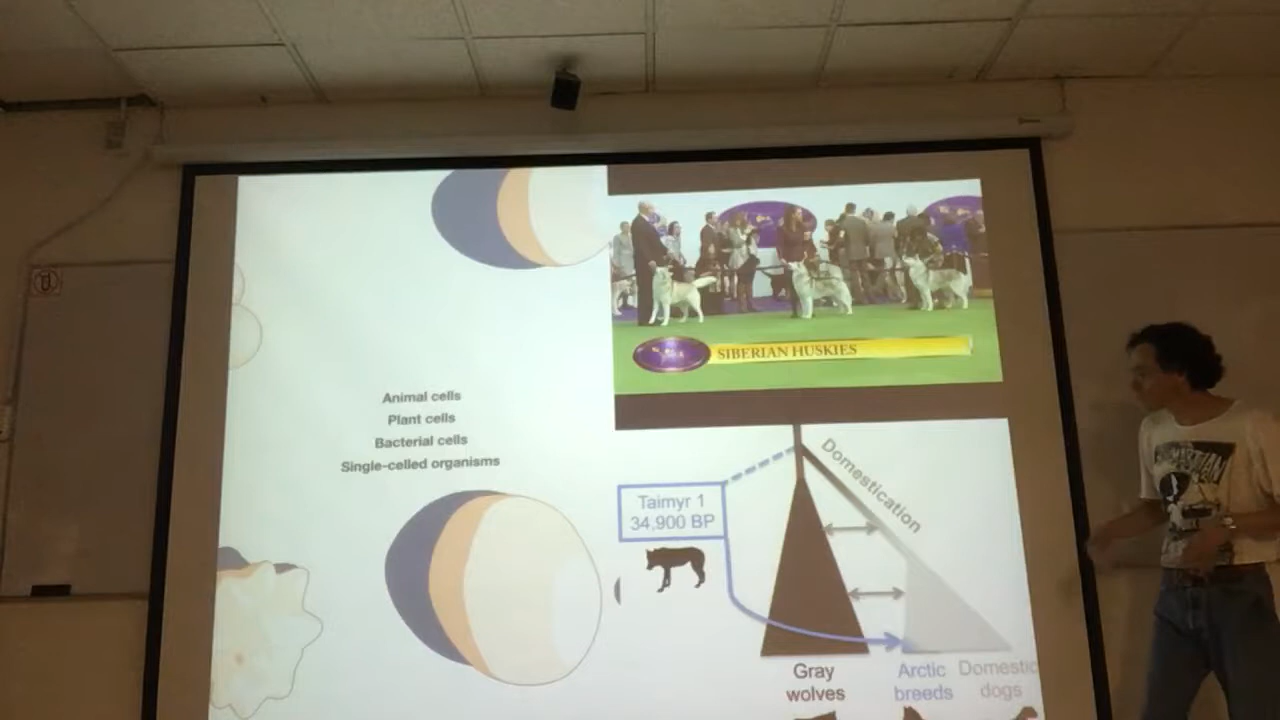 SIBERIAN HUSKIES
Animal cells
Plant cells
Bacterial cells
Single-celled organisms
Domestication
Taimyr 1
34,900 BP
Gray
wolves
Arctic
breeds
Domestic
dogs